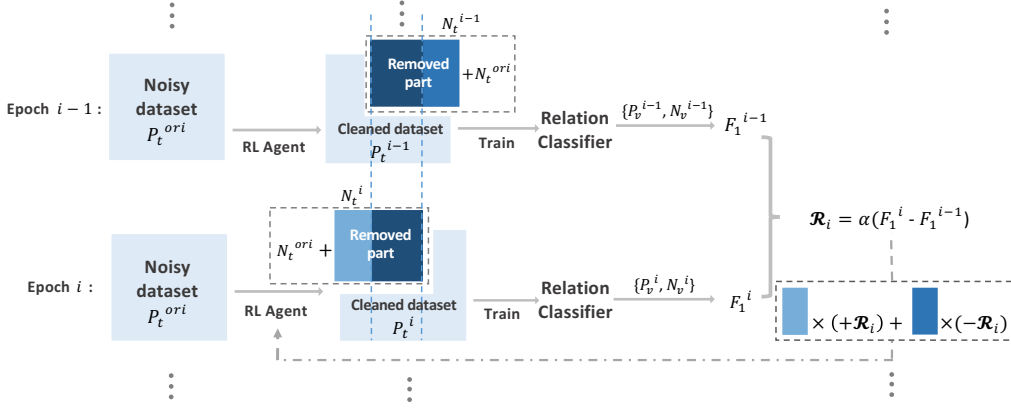 N_t^{i-1}
Removed part
+N_t^{ori}
Noisy dataset
P_t^{ori}
Epoch i − 1 :
RL Agent
Cleaned dataset
P_t^{i-1}
Train
Relation Classifier
{P_v^{i-1}, N_v^{i-1}}
F_1^{i-1}
N_t^i
N_t^{ori} +
Removed part
ℛ_i = α(F_1^i - F_1^{i-1})
Noisy dataset
P_t^{ori}
Epoch i :
RL Agent
Cleaned dataset
P_t^i
Train
Relation Classifier
{P_v^i, N_v^i}
F_1^i
× (+ℛ_i) + ×(−ℛ_i)